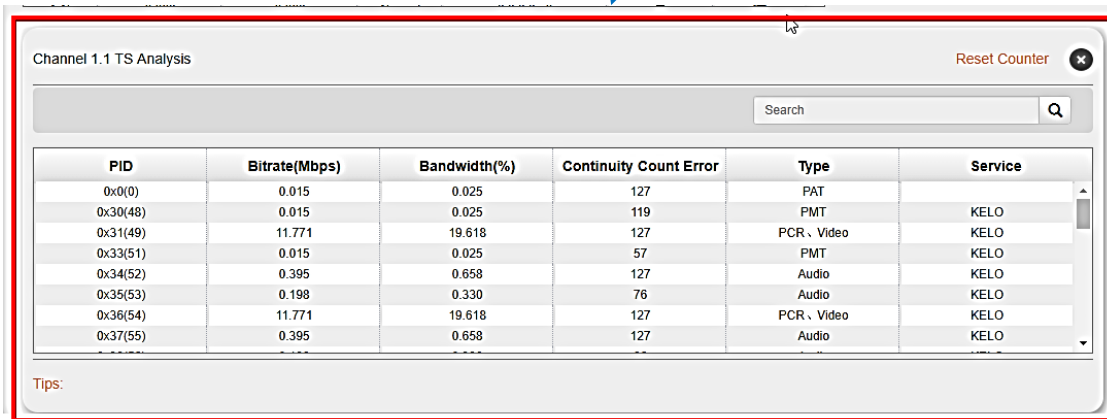 Channel 1.1 TS Analysis Reset Counter
Search
PID Bitrate(Mbps) Bandwidth(%) Continuity Count Error Type Service
0x0(0) 0.015 0.025 127 PAT
0x30(48) 0.015 0.025 119 PMT KELO
0x31(49) 11.771 19.618 127 PCR、Video KELO
0x33(51) 0.015 0.025 57 PMT KELO
0x34(52) 0.395 0.658 127 Audio KELO
0x35(53) 0.198 0.330 76 Audio KELO
0x36(54) 11.771 19.618 127 PCR、Video KELO
0x37(55) 0.395 0.658 127 Audio KELO
Tips: